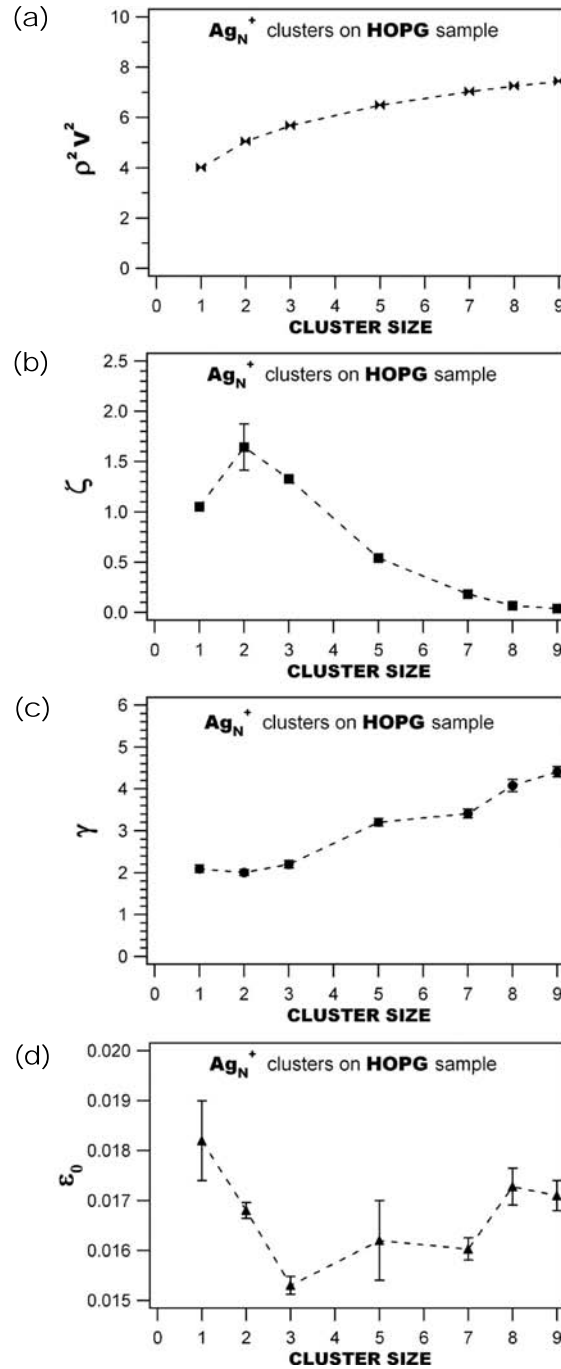 (a)
Ag_N^+ clusters on HOPG sample
ρ²V²
10
8
6
4
2
0
0 1 2 3 4 5 6 7 8 9
CLUSTER SIZE
(b)
Ag_N^+ clusters on HOPG sample
ζ
2.5
2.0
1.5
1.0
0.5
0.0
0 1 2 3 4 5 6 7 8 9
CLUSTER SIZE
(c)
Ag_N^+ clusters on HOPG sample
γ
6
5
4
3
2
1
0
0 1 2 3 4 5 6 7 8 9
CLUSTER SIZE
(d)
Ag_N^+ clusters on HOPG sample
ε₀
0.020
0.019
0.018
0.017
0.016
0.015
0 1 2 3 4 5 6 7 8 9
CLUSTER SIZE